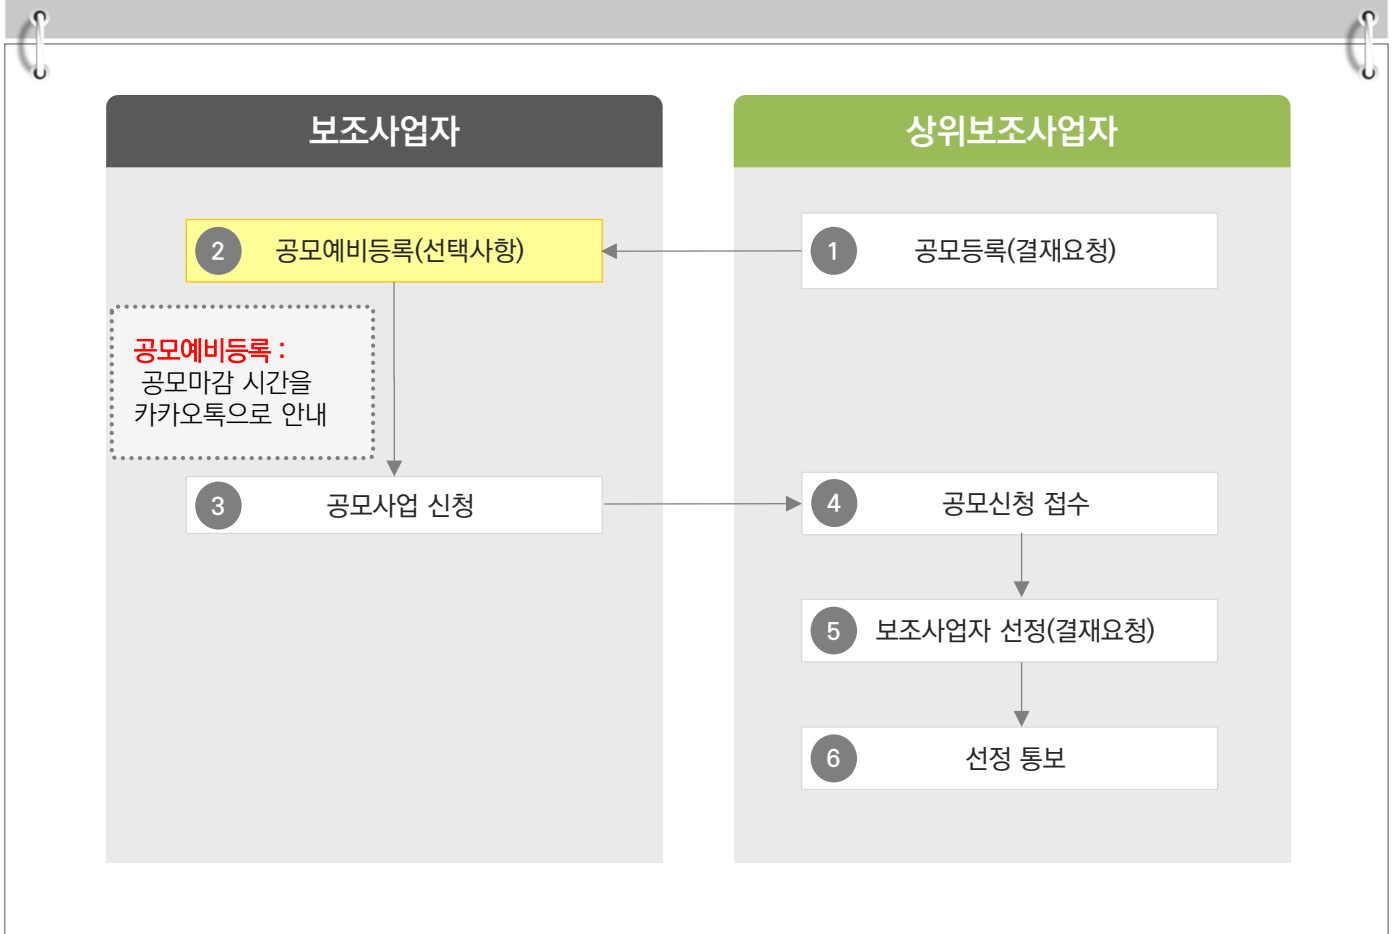 보조사업자
상위보조사업자
2 공모예비등록(선택사항)
1 공모등록(결재요청)
공모예비등록 :
공모마감 시간을
카카오톡으로 안내
3 공모사업 신청
4 공모신청 접수
5 보조사업자 선정(결재요청)
6 선정 통보